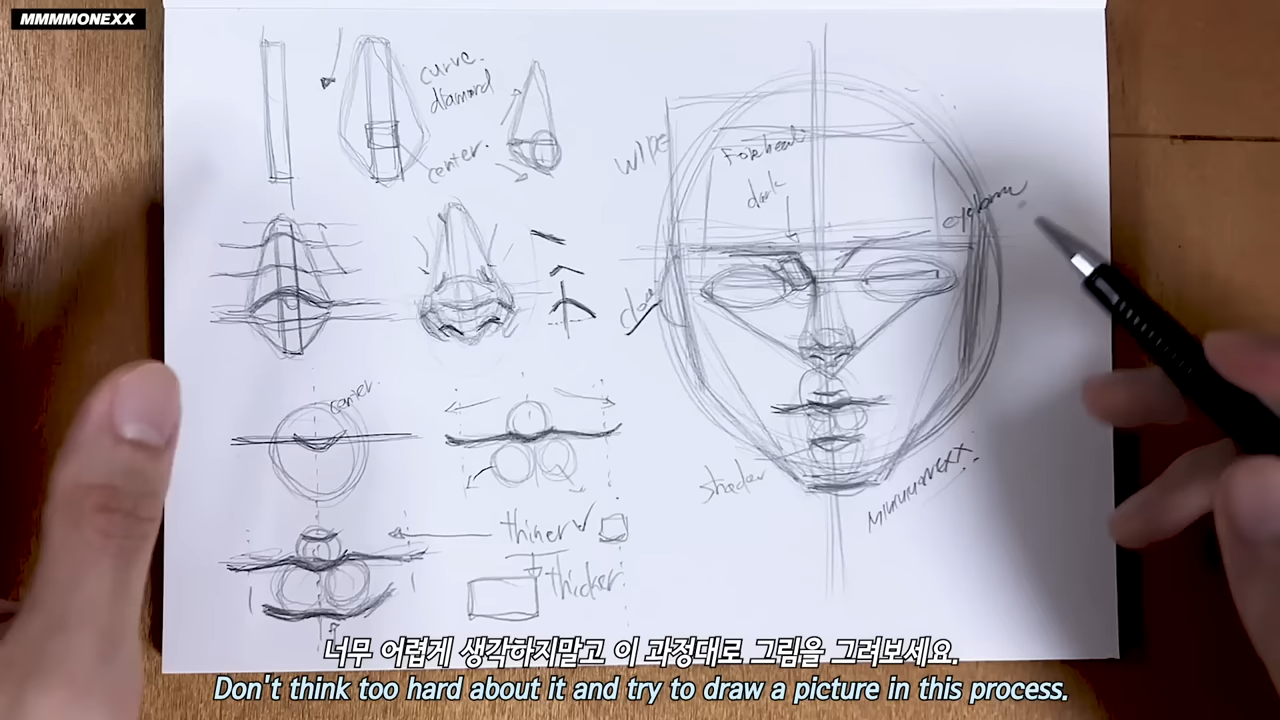 MMMMONEXX
curve.
diamond
center.
WIPE
Forehead
dark
eyebrow
center.
shadow
MMMMONEXX
thiner
thicker.
너무 어렵게 생각하지말고 이 과정대로 그림을 그려보세요.
Don't think too hard about it and try to draw a picture in this process.